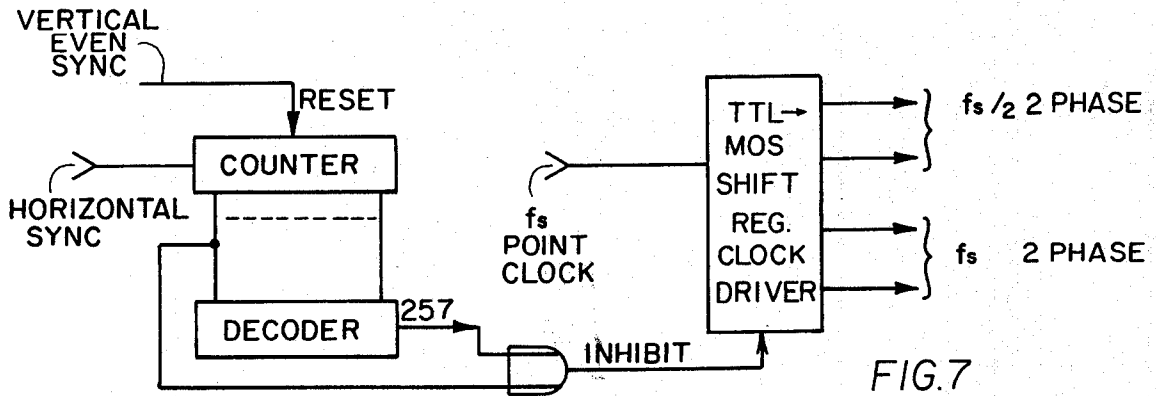 VERTICAL
EVEN
SYNC
RESET
COUNTER
HORIZONTAL
SYNC
DECODER
257
INHIBIT
fs
POINT
CLOCK
TTL→
MOS
SHIFT
REG.
CLOCK
DRIVER
fs/2 2 PHASE
fs 2 PHASE
FIG.7